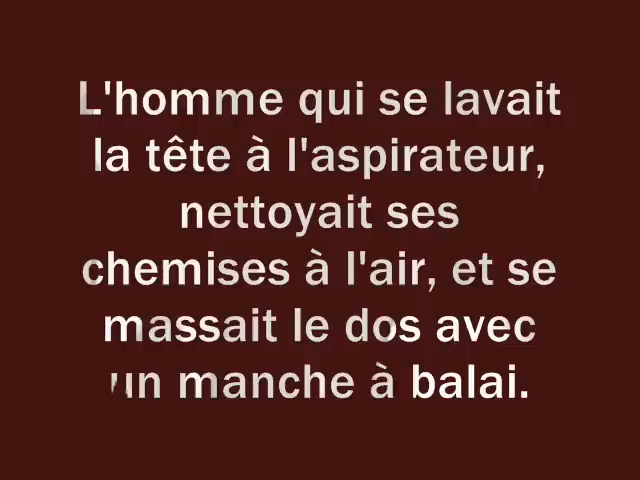 L'homme qui se lavait
la tête à l'aspirateur,
nettoyait ses
chemises à l'air, et se
massait le dos avec
un manche à balai.